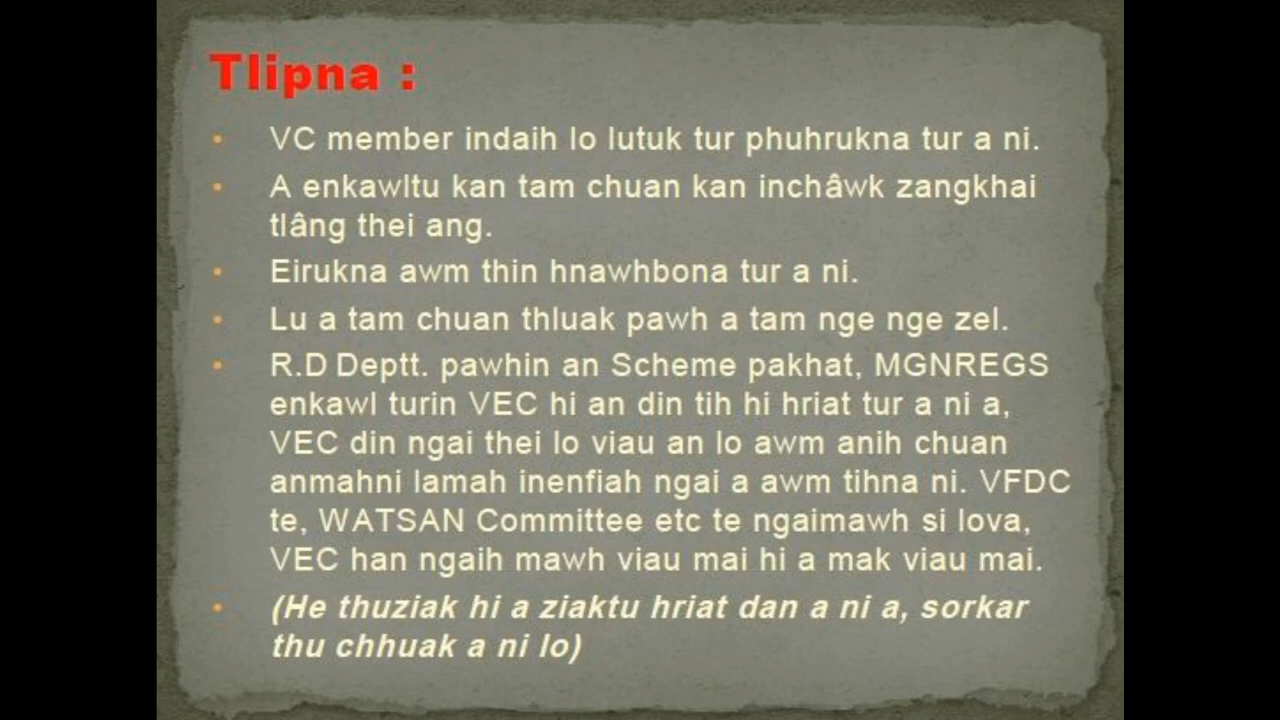 Tlipna :
• VC member indaih lo lutuk tur phuhrukna tur a ni.
• A enkawltu kan tam chuan kan inchâwk zangkhai
tlâng thei ang.
• Eirukna awm thin hnawhbona tur a ni.
• Lu a tam chuan thluak pawh a tam nge nge zel.
• R.D Deptt. pawhin an Scheme pakhat, MGNREGS
enkawl turin VEC hi an din tih hi hriat tur a ni a,
VEC din ngai thei lo viau an lo awm anih chuan
anmahni lamah inenfiah ngai a awm tihna ni. VFDC
te, WATSAN Committee etc te ngaimawh si lova,
VEC han ngaih mawh viau mai hi a mak viau mai.
• (He thuziak hi a ziaktu hriat dan a ni a, sorkar
thu chhuak a ni lo)